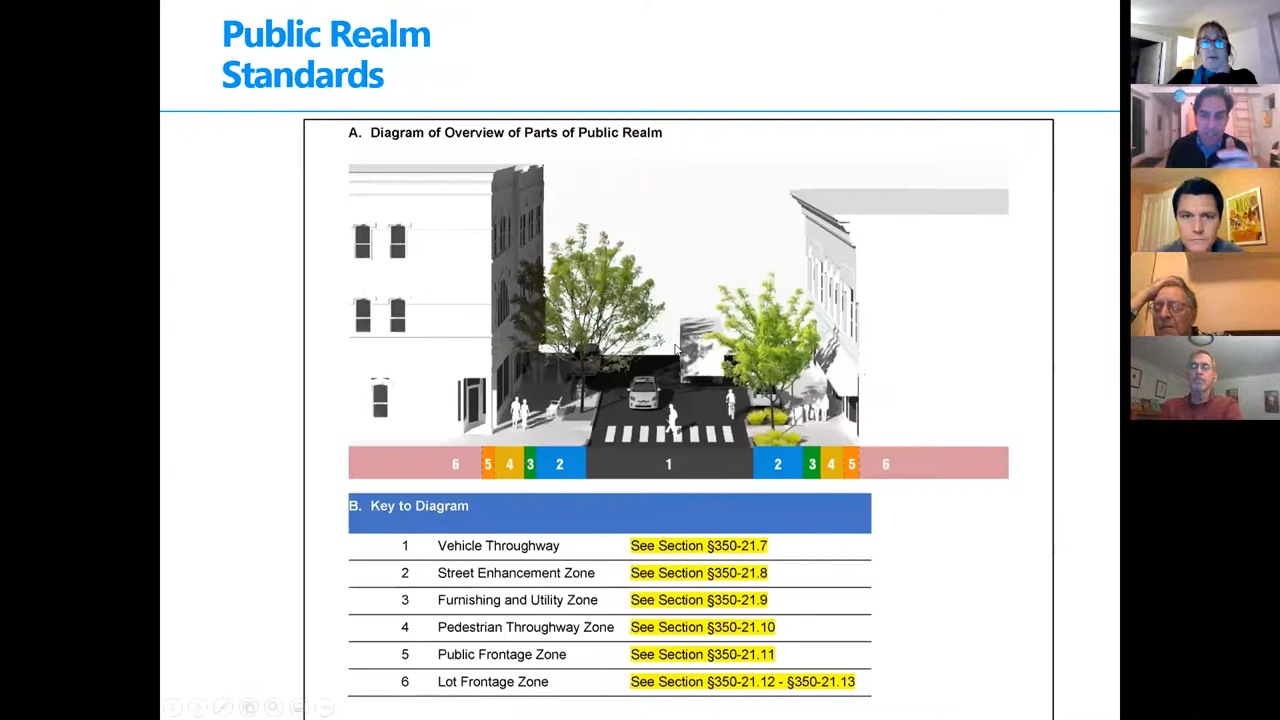 Public Realm
Standards
A. Diagram of Overview of Parts of Public Realm
6 5 4 3 2 1 2 3 4 5 6
B. Key to Diagram
1 Vehicle Throughway See Section §350-21.7
2 Street Enhancement Zone See Section §350-21.8
3 Furnishing and Utility Zone See Section §350-21.9
4 Pedestrian Throughway Zone See Section §350-21.10
5 Public Frontage Zone See Section §350-21.11
6 Lot Frontage Zone See Section §350-21.12 - §350-21.13